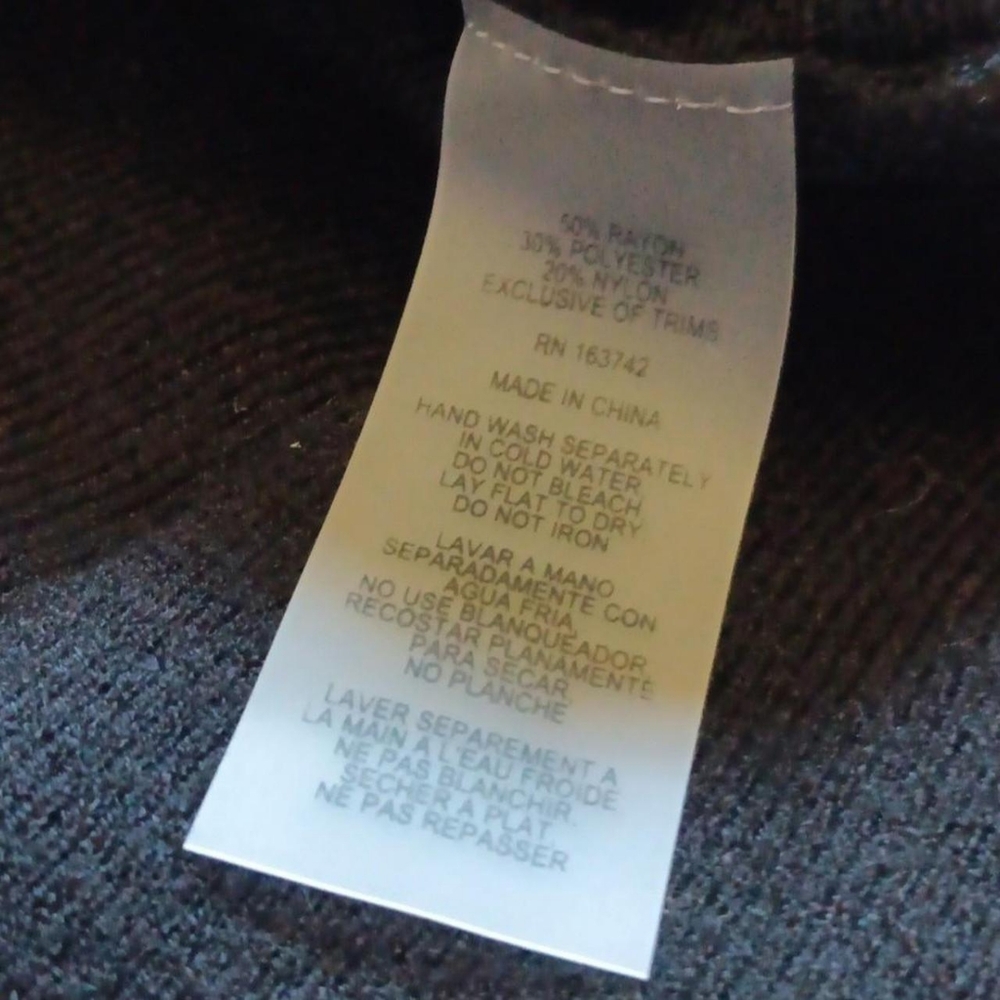 50% RAYON
30% POLYESTER
20% NYLON
EXCLUSIVE OF TRIMS
RN 163742
MADE IN CHINA
HAND WASH SEPARATELY
IN COLD WATER
DO NOT BLEACH
LAY FLAT TO DRY
DO NOT IRON
LAVAR A MANO
SEPARADAMENTE CON
AGUA FRIA
NO USE BLANQUEADOR
RECOSTAR PLANAMENTE
PARA SECAR
NO PLANCHE
LAVER SEPAREMENT A
LA MAIN A L'EAU FROIDE
NE PAS BLANCHIR.
SECHER A PLAT
NE PAS REPASSER